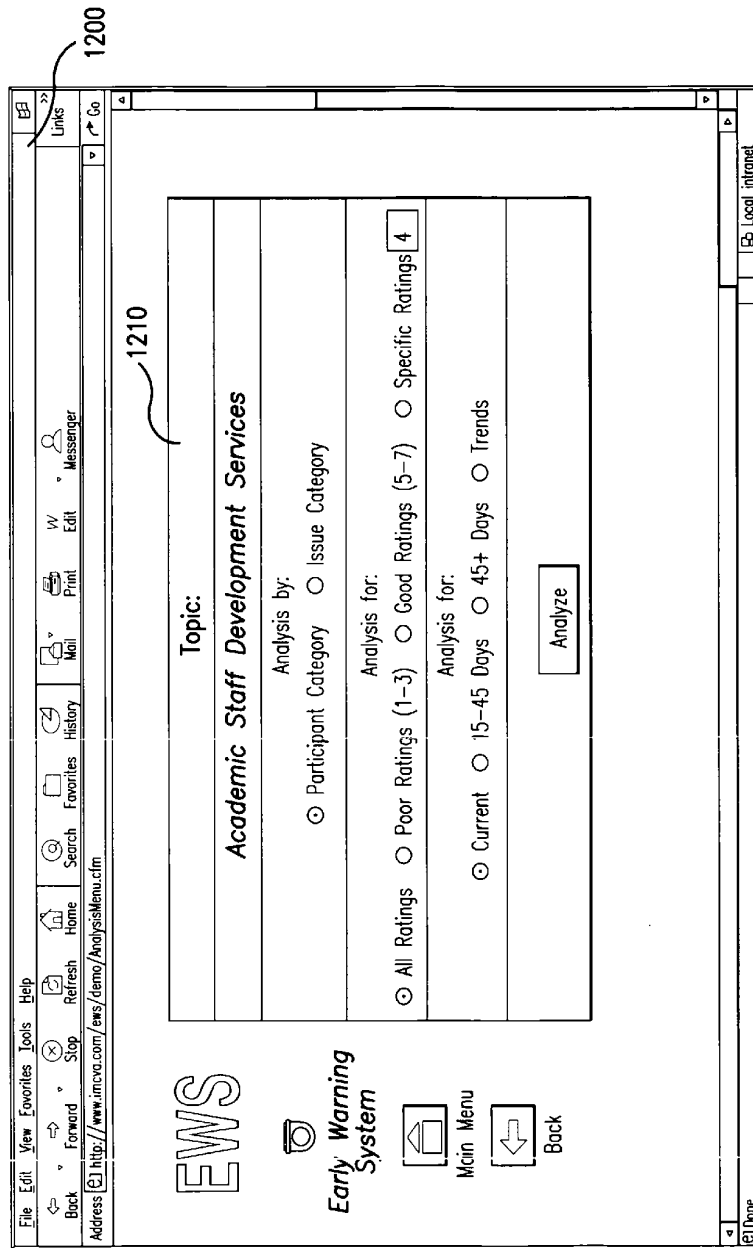 1200
File Edit View Favorites Tools Help
Links
Back Forward Stop Refresh Home Search Favorites History Mail Print Edit Messenger
Address http://www.imcva.com/ews/demo/AnalysisMenu.cfm Go
1210
EWS
Early Warning
System
Main Menu
Back
Topic:
Academic Staff Development Services
Analysis by:
Participant Category Issue Category
Analysis for:
All Ratings Poor Ratings (1-3) Good Ratings (5-7) Specific Ratings 4
Analysis for:
Current 15-45 Days 45+ Days Trends
Analyze
Done
Local intranet